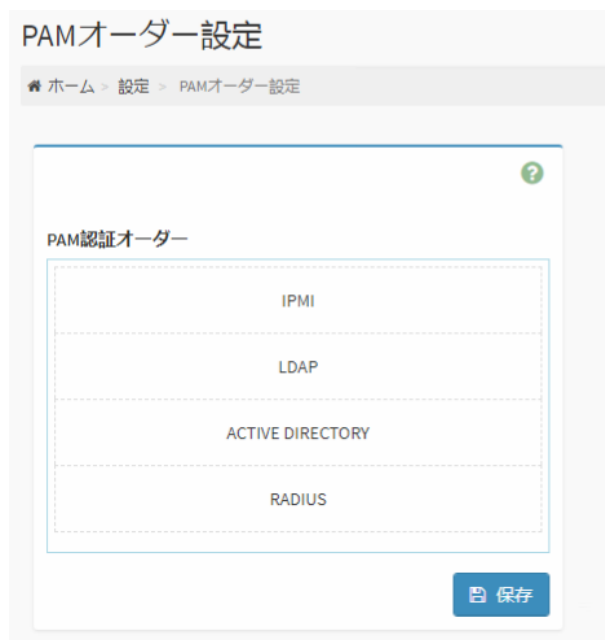 PAMオーダー設定
ホーム > 設定 > PAMオーダー設定
PAM認証オーダー
IPMI
LDAP
ACTIVE DIRECTORY
RADIUS
保存